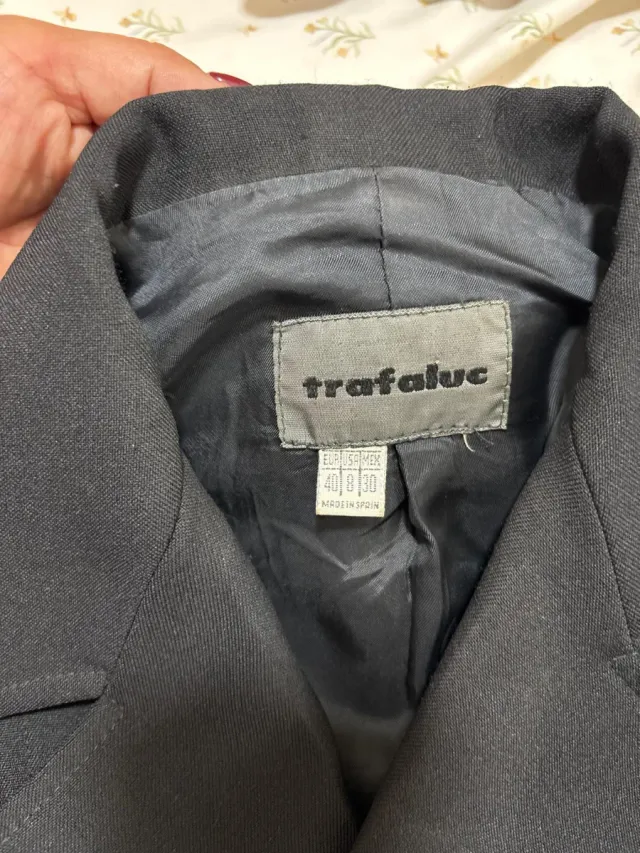 trafaluc
EUR USA MEX
40 8 30
MADE IN SPAIN